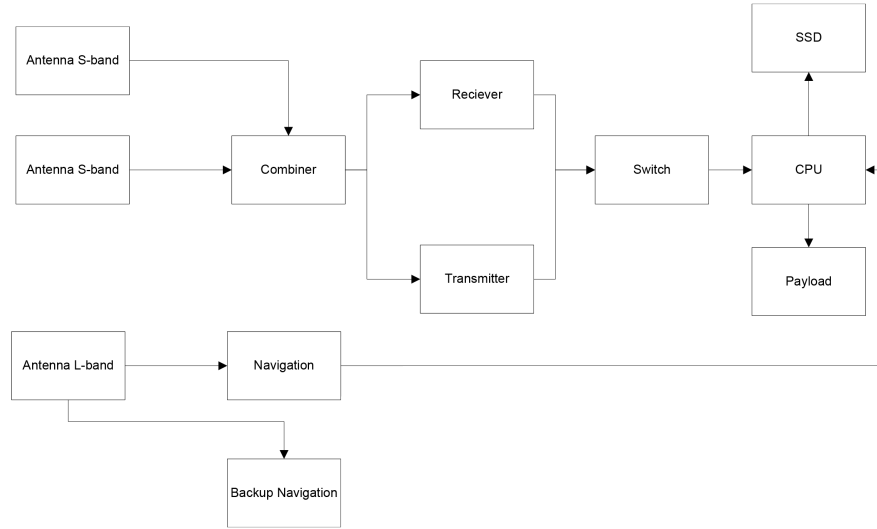 SSD
Antenna S-band
Reciever
Antenna S-band
Combiner
Switch
CPU
Transmitter
Payload
Antenna L-band
Navigation
Backup Navigation